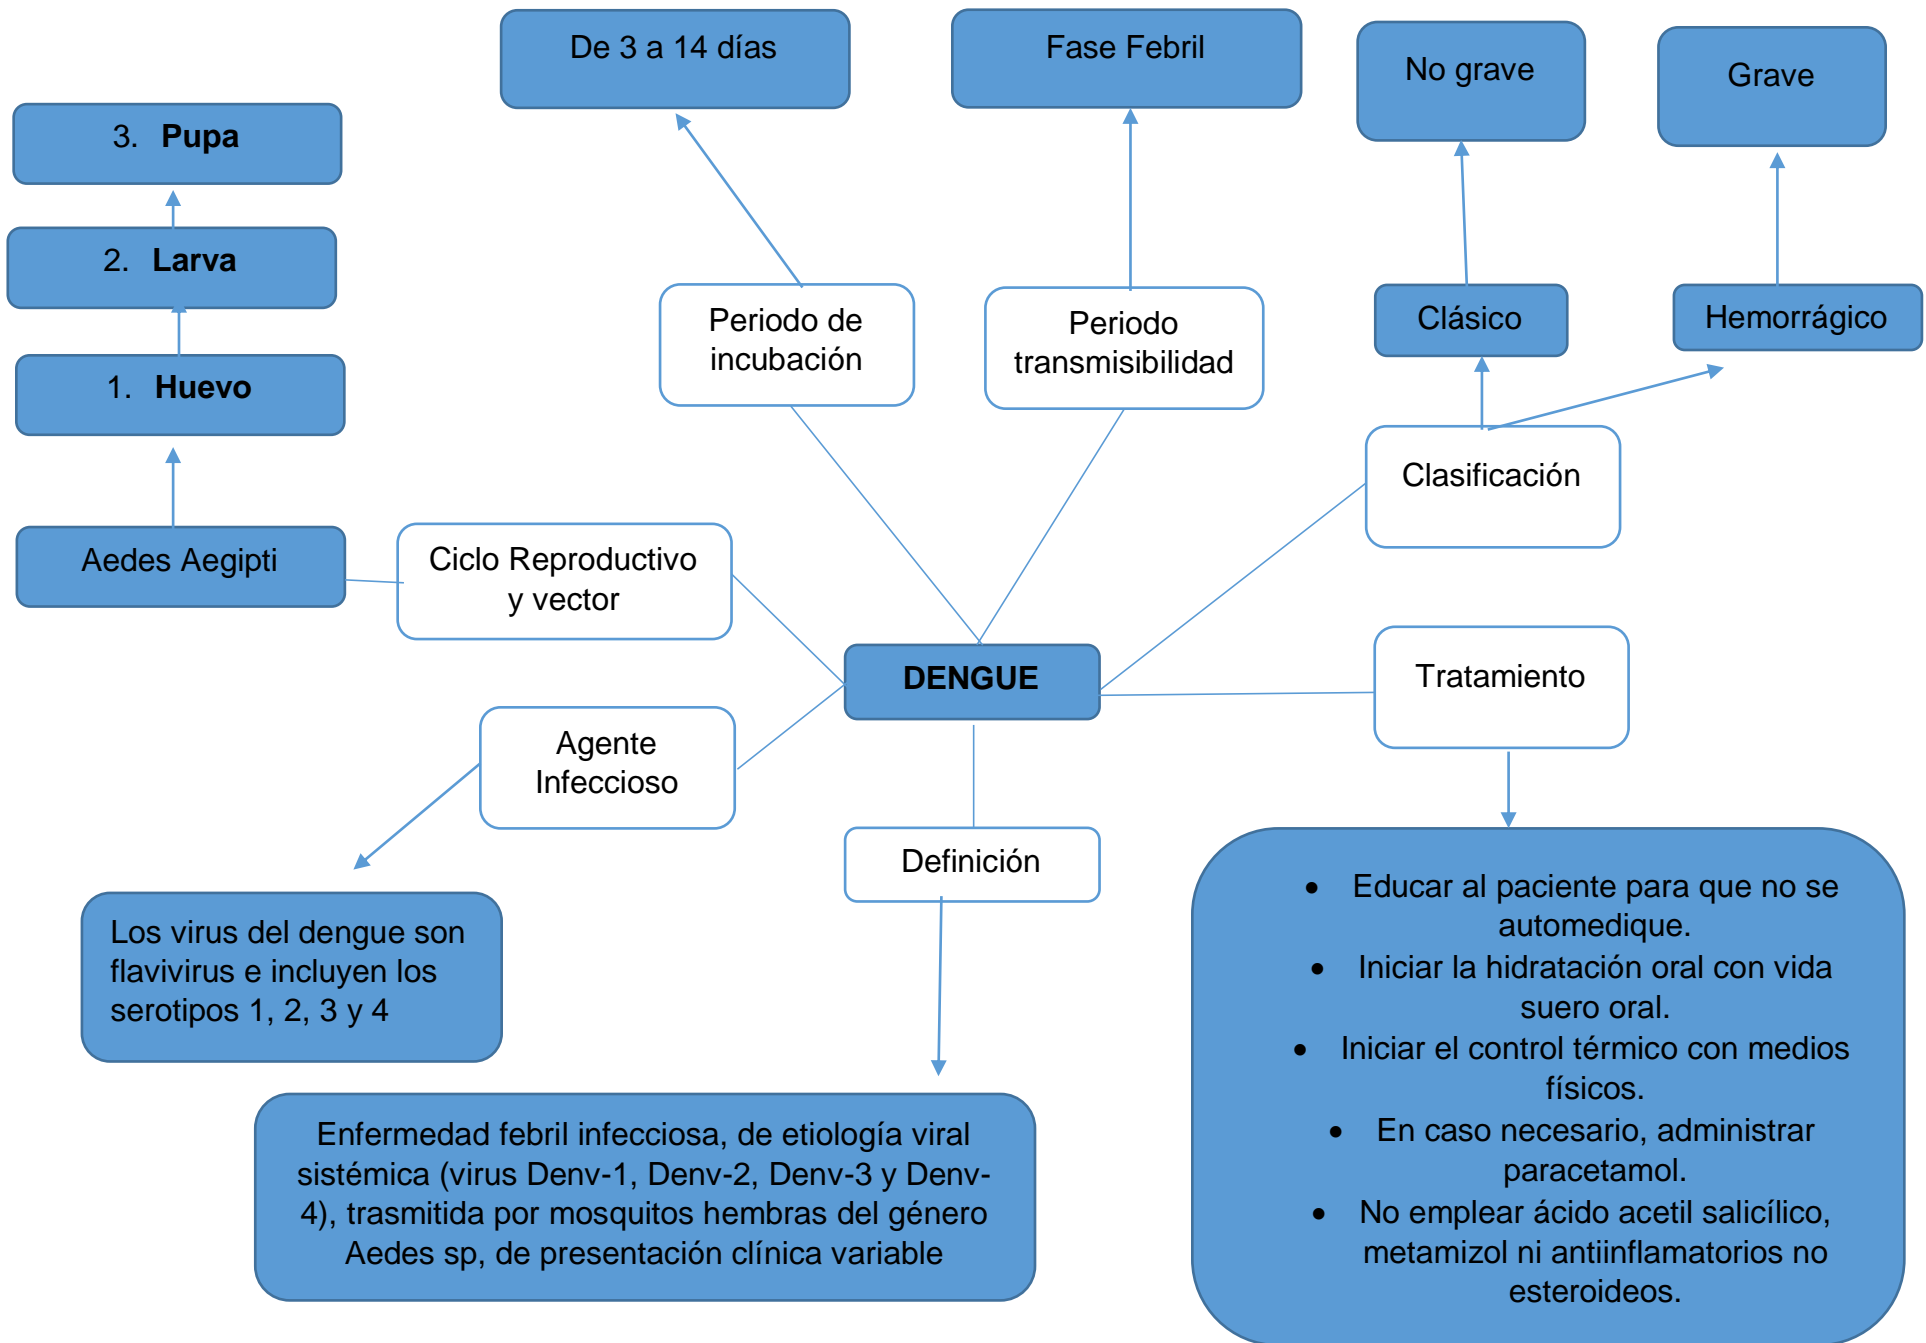 De 3 a 14 días
Fase Febril
No grave
Grave
3. Pupa
2. Larva
1. Huevo
Aedes Aegipti
Ciclo Reproductivo
y vector
Periodo de
incubación
Periodo
transmisibilidad
Clásico
Hemorrágico
Clasificación
DENGUE
Tratamiento
Agente
Infeccioso
Definición
Los virus del dengue son
flavivirus e incluyen los
serotipos 1, 2, 3 y 4
Enfermedad febril infecciosa, de etiología viral
sistémica (virus Denv-1, Denv-2, Denv-3 y Denv-
4), trasmitida por mosquitos hembras del género
Aedes sp, de presentación clínica variable
• Educar al paciente para que no se
automedique.
• Iniciar la hidratación oral con vida
suero oral.
• Iniciar el control térmico con medios
físicos.
• En caso necesario, administrar
paracetamol.
• No emplear ácido acetil salicílico,
metamizol ni antiinflamatorios no
esteroideos.